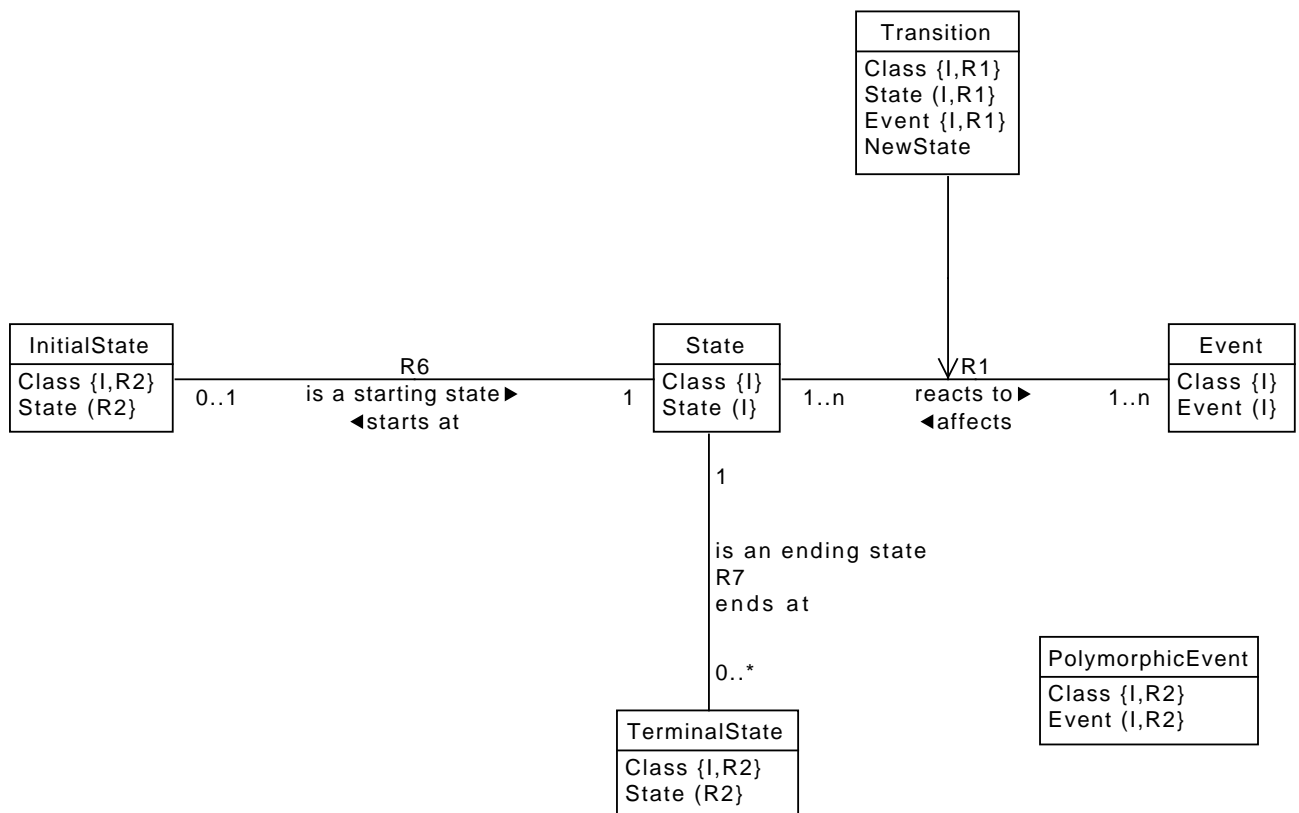 Transition
Class {I,R1}
State (I,R1}
Event {I,R1}
NewState
InitialState
Class {I,R2}
State (R2}
R6
is a starting state▶
◀starts at
0..1
1
State
Class {I}
State (I}
R1
reacts to▶
◀affects
1..n
1..n
Event
Class {I}
Event (I}
1
is an ending state
R7
ends at
0..*
TerminalState
Class {I,R2}
State (R2}
PolymorphicEvent
Class {I,R2}
Event (I,R2}